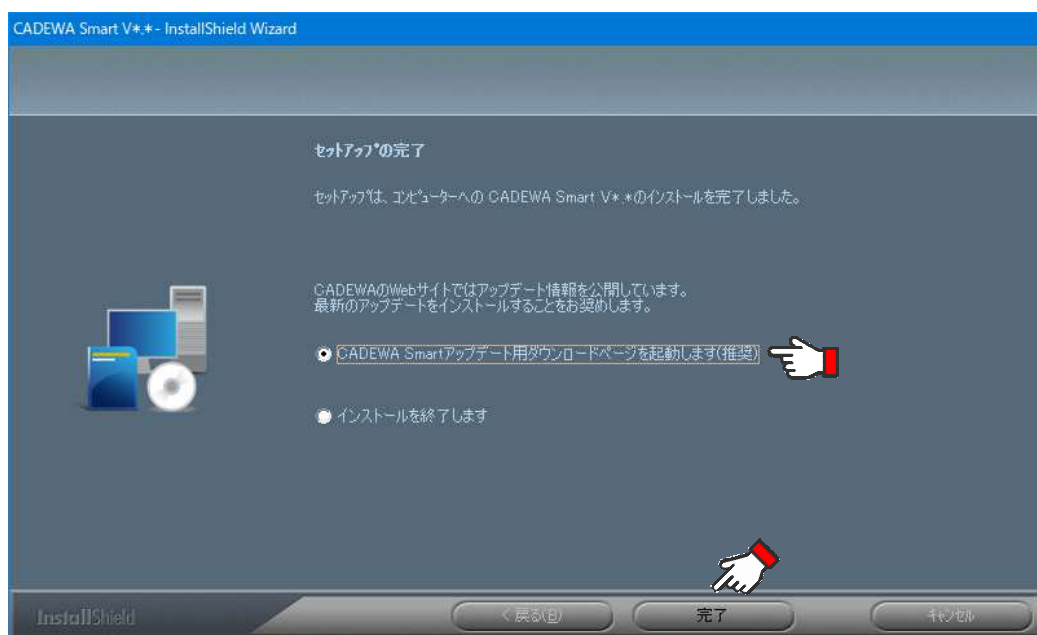 CADEWA Smart V*.* - InstallShield Wizard
セットアップの完了
セットアップは、コンピューターへの CADEWA Smart V*.*のインストールを完了しました。
CADEWAのWebサイトではアップデート情報を公開しています。
最新のアップデートをインストールすることをお奨めします。
CADEWA Smartアップデート用ダウンロードページを起動します(推奨)
インストールを終了します
InstallShield
< 戻る(B)
完了
キャンセル